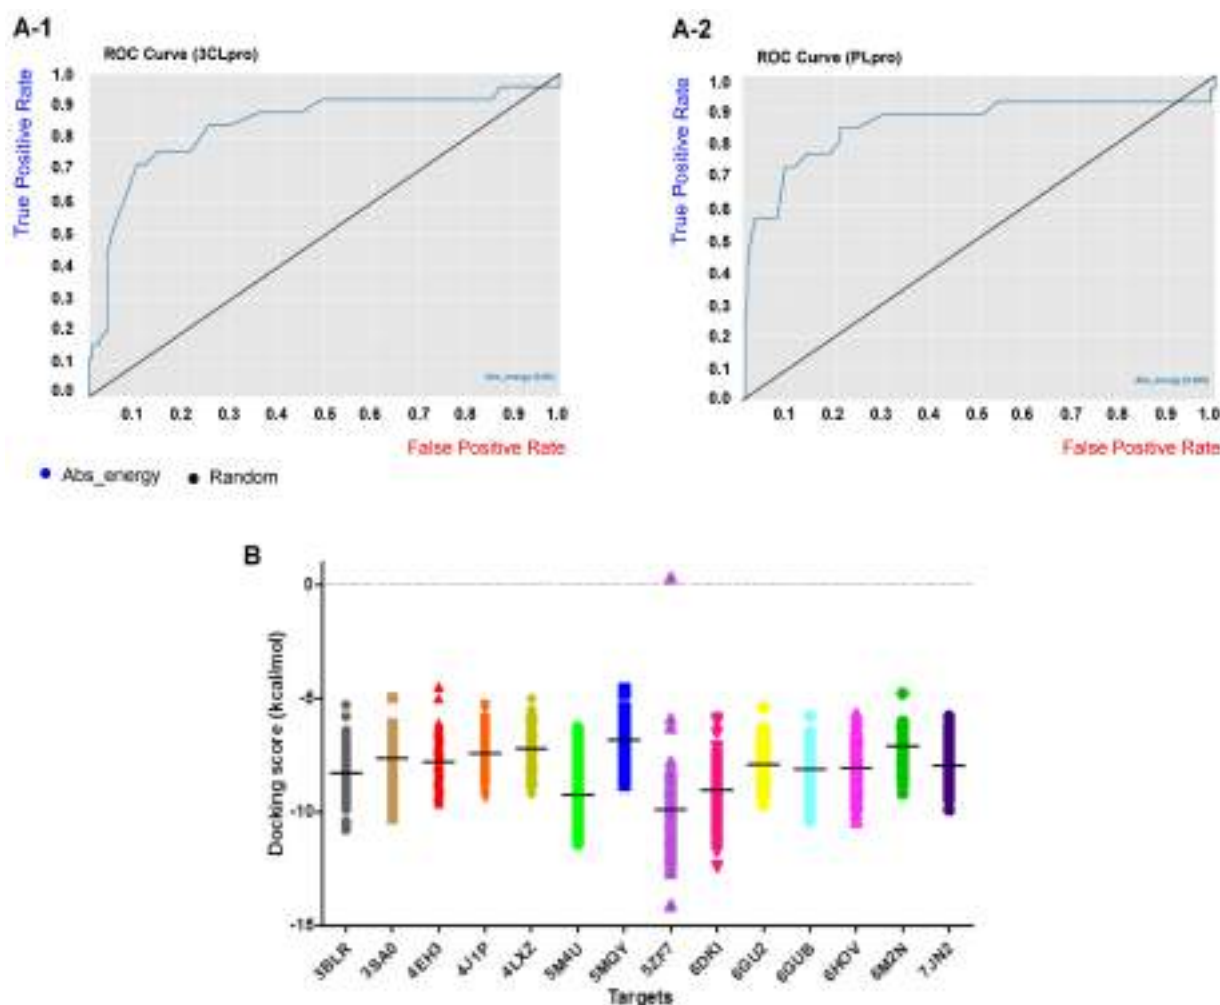 A-1
ROC Curve (3CLpro)
True Positive Rate
1.0
0.9
0.8
0.7
0.6
0.5
0.4
0.3
0.2
0.1
0.0
0.1 0.2 0.3 0.4 0.5 0.6 0.7 0.8 0.9 1.0
False Positive Rate
Abs_energy Random
A-2
ROC Curve (PLpro)
True Positive Rate
1.0
0.9
0.8
0.7
0.6
0.5
0.4
0.3
0.2
0.1
0.0
0.1 0.2 0.3 0.4 0.5 0.6 0.7 0.8 0.9 1.0
False Positive Rate
B
Docking score (kcal/mol)
0
-5
-10
-15
3BLR 3SA0 4EH3 4J1P 4LXZ 5M4U 5MQY 5ZF7 6DKI 6GU2 6GU6 6HOV 6M2N 7JN2
Targets